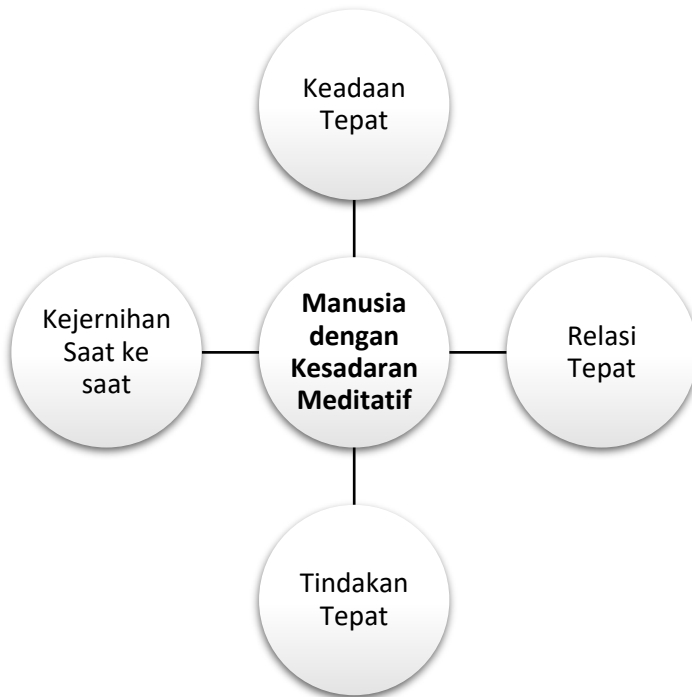 Keadaan
Tepat
Kejernihan
Saat ke
saat
Manusia
dengan
Kesadaran
Meditatif
Relasi
Tepat
Tindakan
Tepat